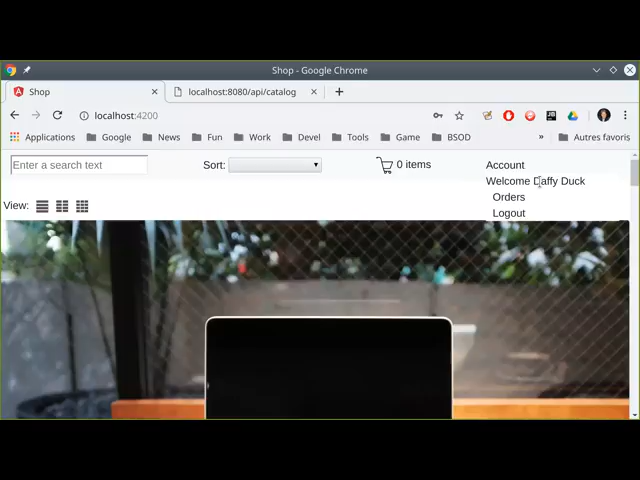 Shop - Google Chrome
Shop
localhost:8080/api/catalog
localhost:4200
Applications
Google
News
Fun
Work
Devel
Tools
Game
BSOD
»
Autres favoris
Enter a search text
Sort:
0 items
Account
Welcome Daffy Duck
Orders
Logout
View: